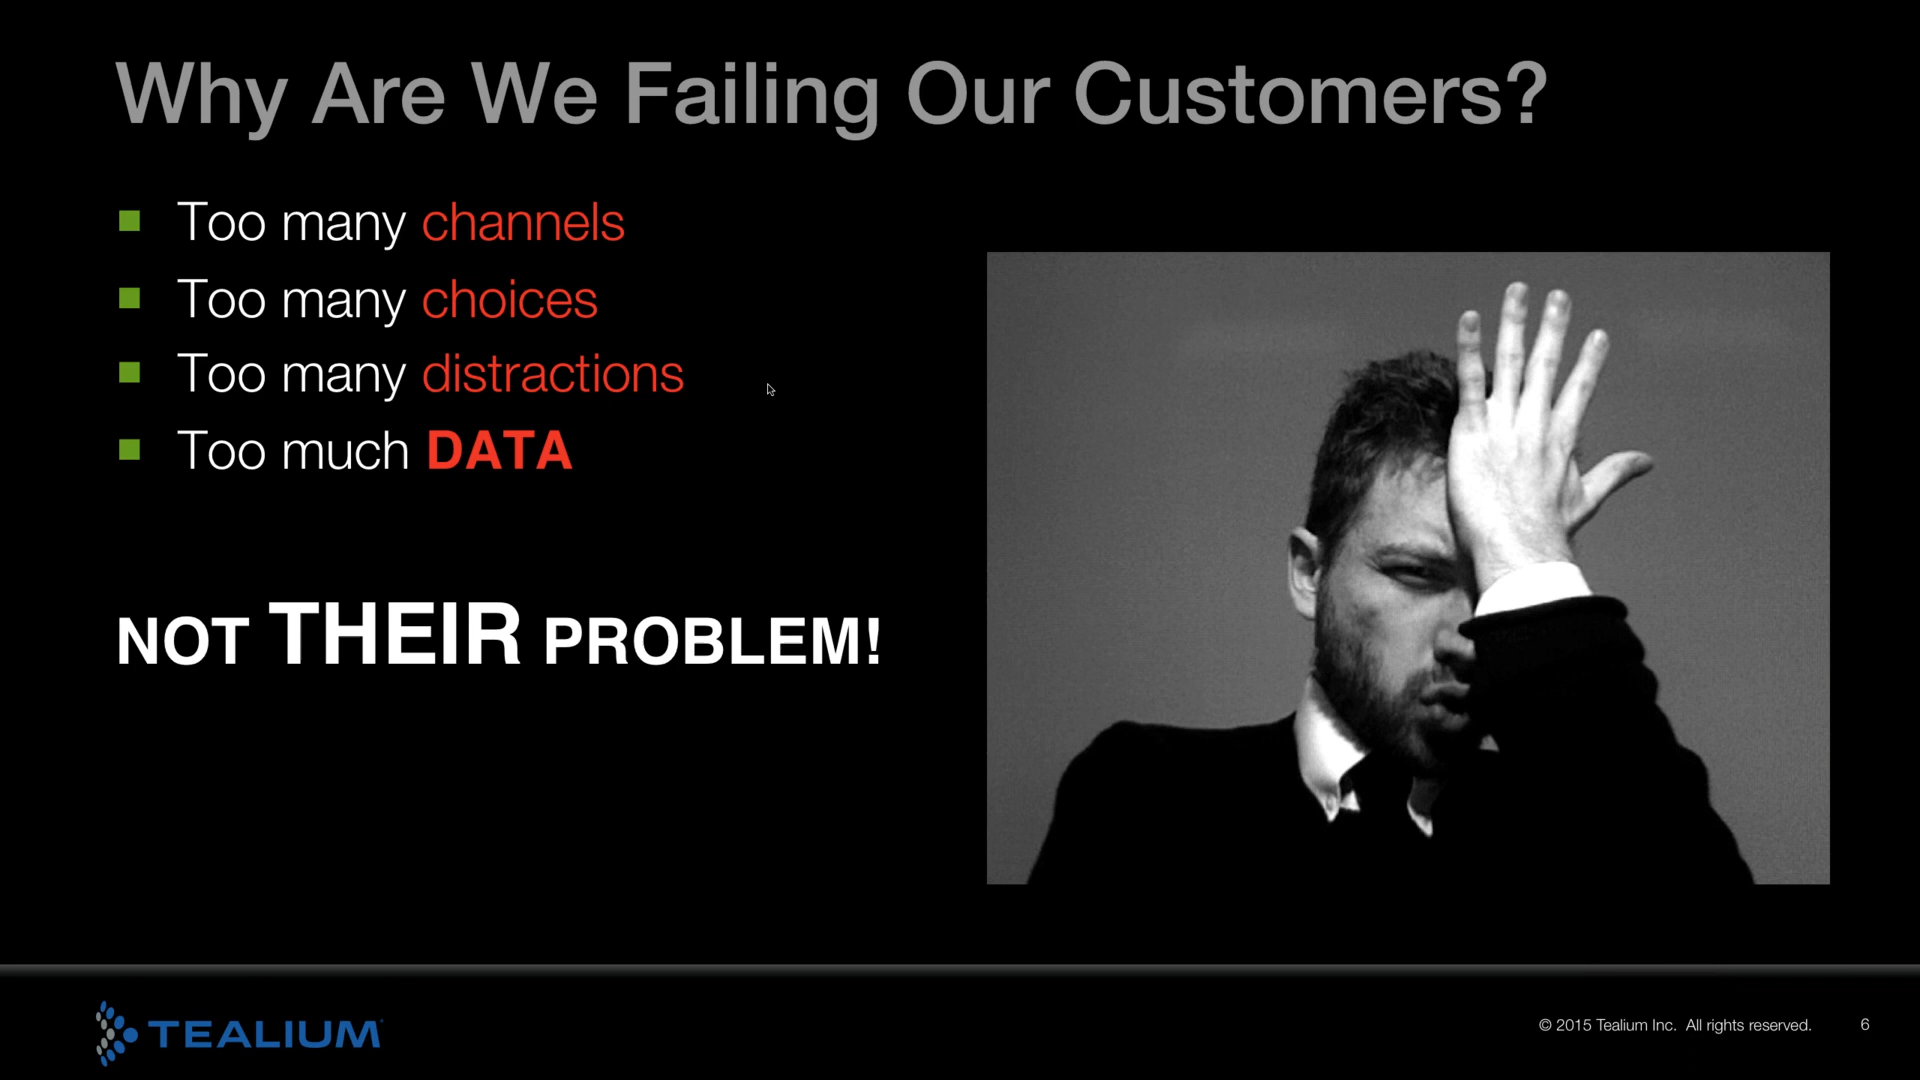 Why Are We Failing Our Customers?
Too many channels
Too many choices
Too many distractions
Too much DATA
NOT THEIR PROBLEM!
TEALIUM
© 2015 Tealium Inc. All rights reserved.
6